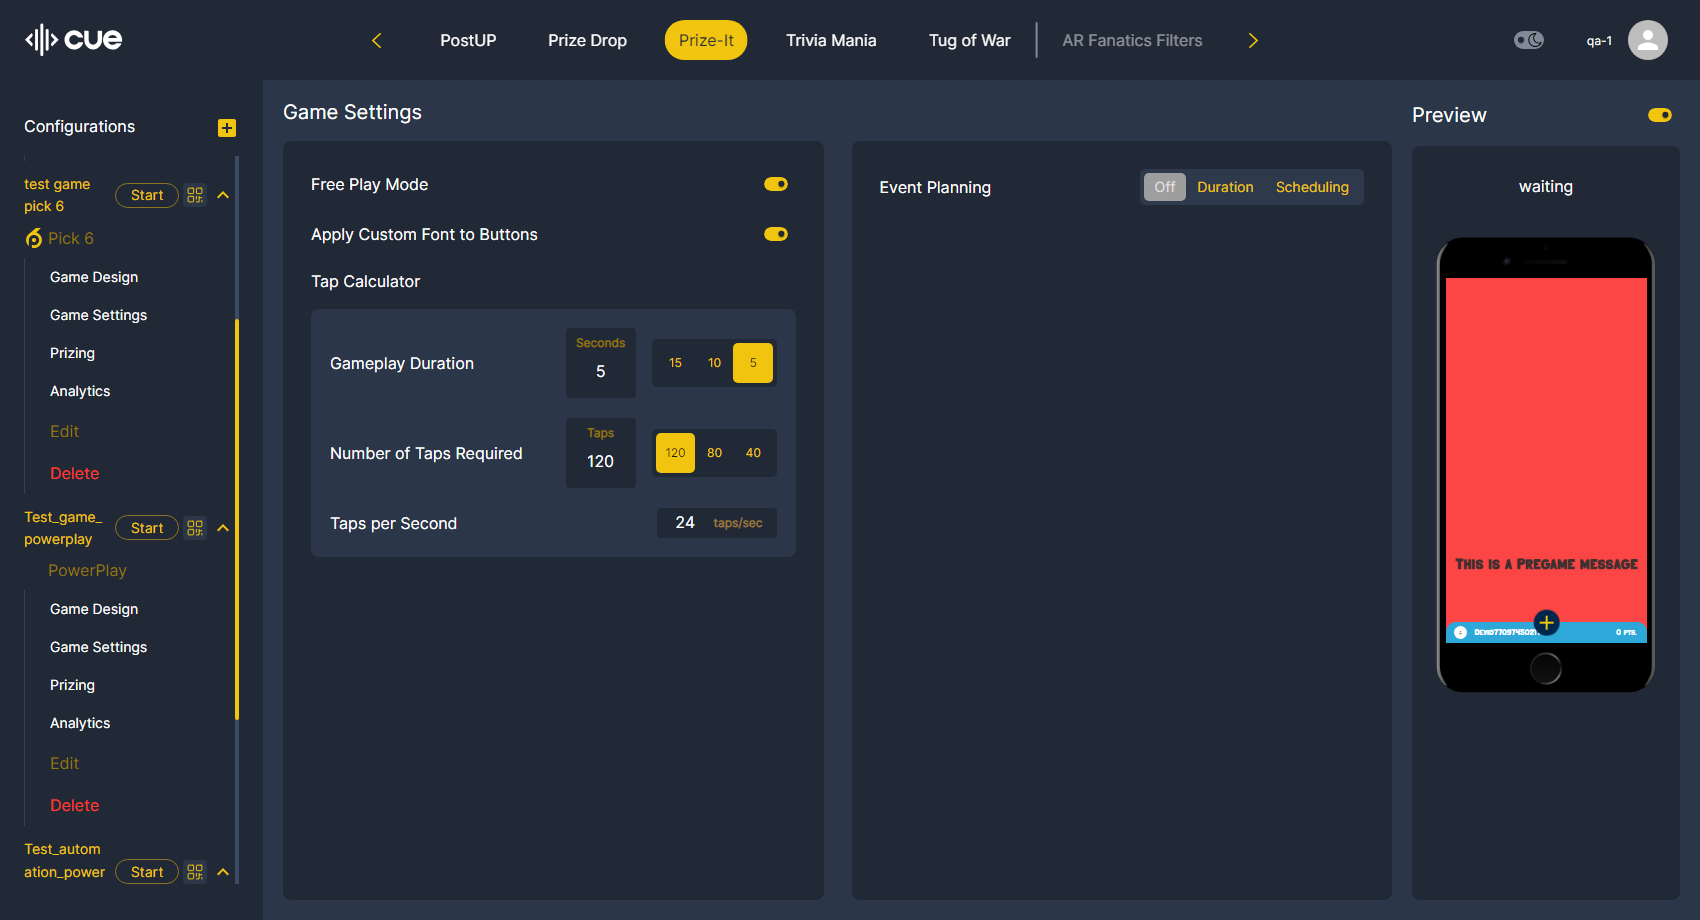 cue
PostUP
Prize Drop
Prize-It
Trivia Mania
Tug of War
AR Fanatics Filters
qa-1
Configurations
test game
pick 6
Start
Pick 6
Game Design
Game Settings
Prizing
Analytics
Edit
Delete
Test_game_
powerplay
Start
PowerPlay
Game Design
Game Settings
Prizing
Analytics
Edit
Delete
Test_autom
ation_power
Start
Game Settings
Free Play Mode
Apply Custom Font to Buttons
Tap Calculator
Gameplay Duration
Seconds
5
15 10 5
Number of Taps Required
Taps
120
120 80 40
Taps per Second
24 taps/sec
Event Planning
Off Duration Scheduling
Preview
waiting
This is a Pregame message
0 pts.